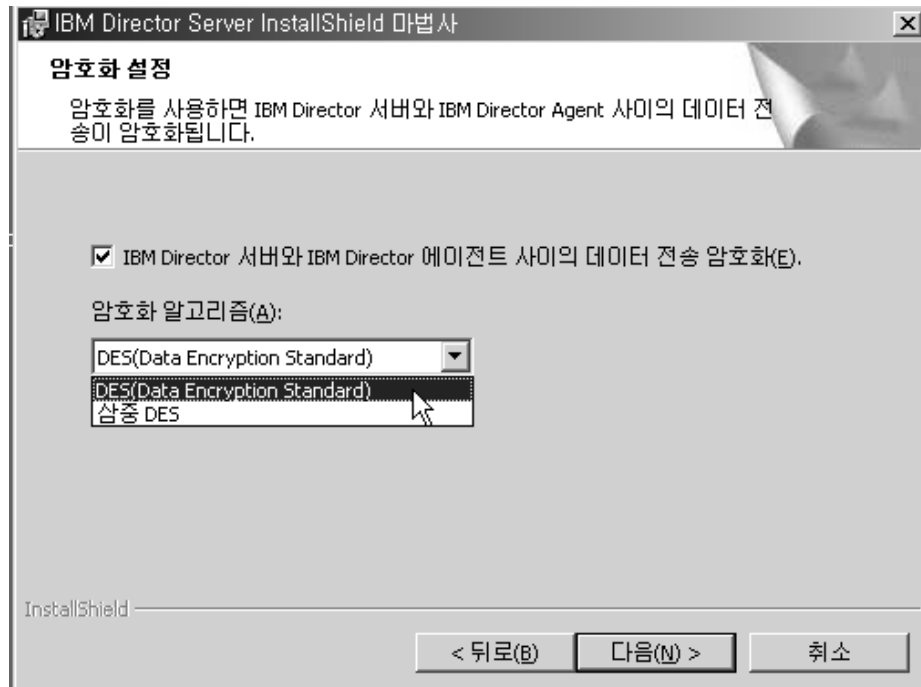 IBM Director Server InstallShield 마법사
암호화 설정
암호화를 사용하면 IBM Director 서버와 IBM Director Agent 사이의 데이터 전
송이 암호화됩니다.
IBM Director 서버와 IBM Director 에이전트 사이의 데이터 전송 암호화(E).
암호화 알고리즘(A):
DES(Data Encryption Standard)
DES(Data Encryption Standard)
삼중 DES
InstallShield
< 뒤로(B) 다음(N) > 취소